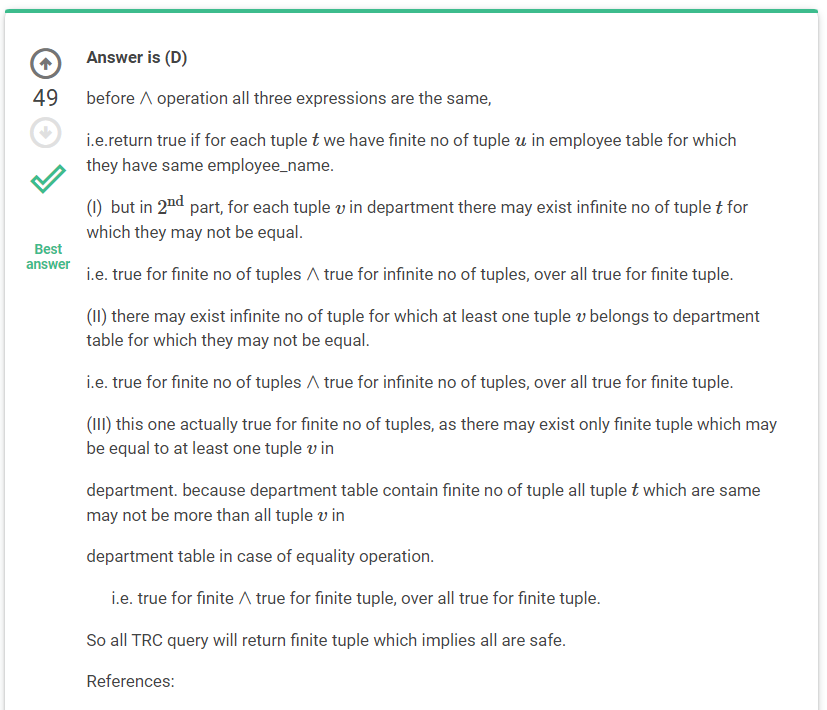 Answer is (D)
49
before ∧ operation all three expressions are the same,
i.e.return true if for each tuple t we have finite no of tuple u in employee table for which
they have same employee_name.
(I) but in 2nd part, for each tuple v in department there may exist infinite no of tuple t for
which they may not be equal.
Best
answer
i.e. true for finite no of tuples ∧ true for infinite no of tuples, over all true for finite tuple.
(II) there may exist infinite no of tuple for which at least one tuple v belongs to department
table for which they may not be equal.
i.e. true for finite no of tuples ∧ true for infinite no of tuples, over all true for finite tuple.
(III) this one actually true for finite no of tuples, as there may exist only finite tuple which may
be equal to at least one tuple v in
department. because department table contain finite no of tuple all tuple t which are same
may not be more than all tuple v in
department table in case of equality operation.
i.e. true for finite ∧ true for finite tuple, over all true for finite tuple.
So all TRC query will return finite tuple which implies all are safe.
References: